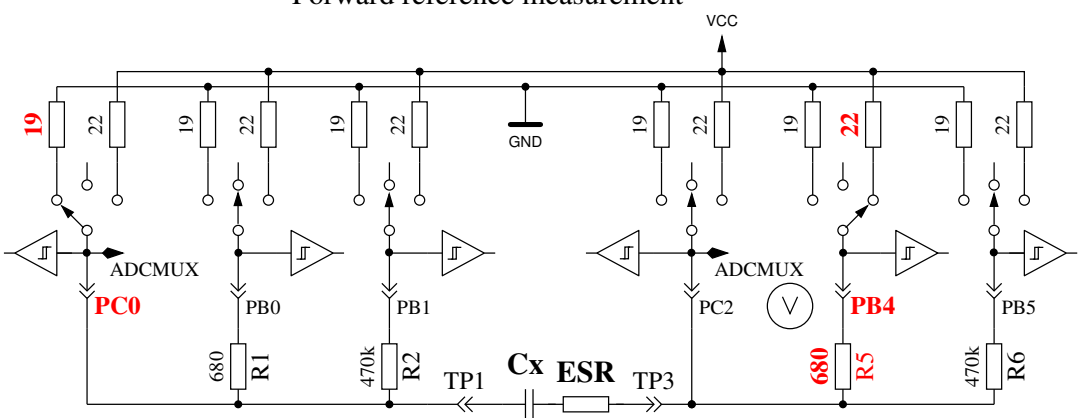 Forward reference measurement
VCC
19 22 19 22 19 22 GND 19 22 19 22 19 22
ADCMUX ADCMUX
PC0 PB0 PB1 PC2 V PB4 PB5
680 R1 470k R2 680 R5 470k R6
TP1 Cx ESR TP3